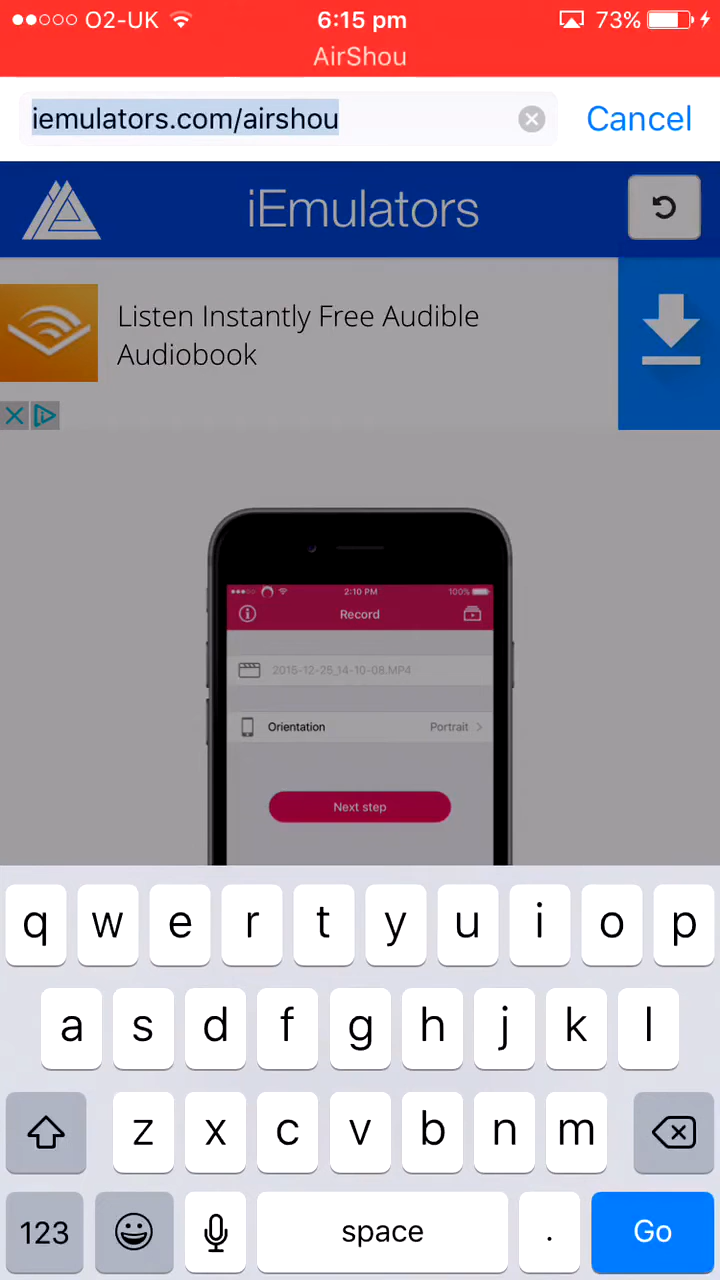 O2-UK 6:15 pm 73%
AirShou
iemulators.com/airshou Cancel
iEmulators
Listen Instantly Free Audible
Audiobook
2:10 PM 100%
Record
2015-12-25_14-10-08.MP4
Orientation Portrait
Next step
q w e r t y u i o p
a s d f g h j k l
z x c v b n m
123 space . Go